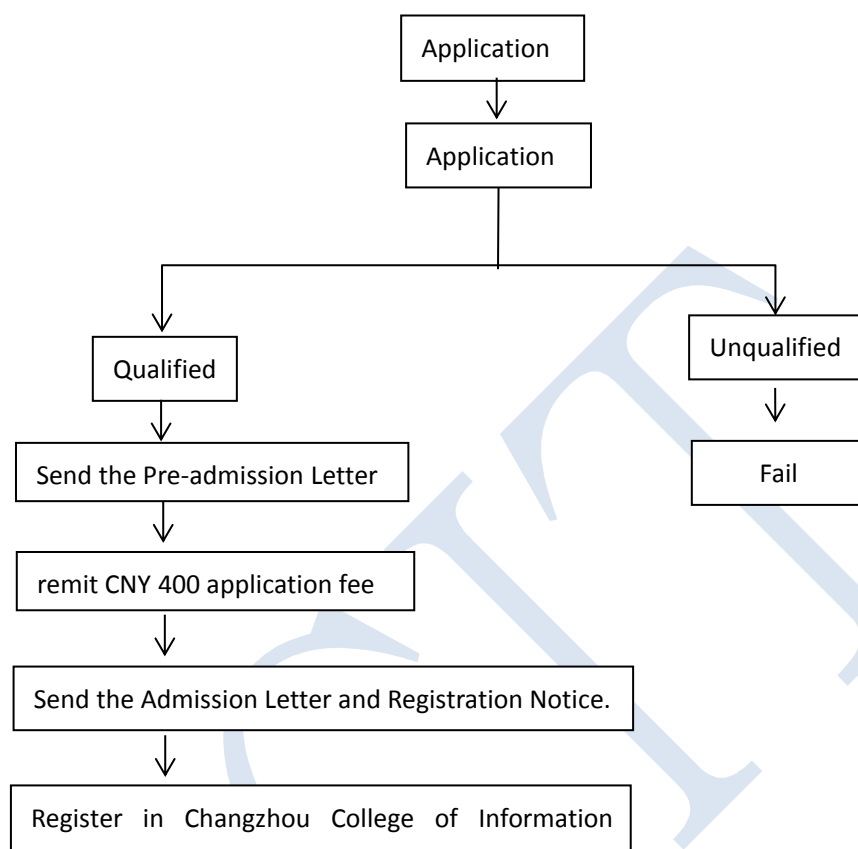 Application
Application
Qualified
Unqualified
Send the Pre-admission Letter
Fail
remit CNY 400 application fee
Send the Admission Letter and Registration Notice.
Register in Changzhou College of Information